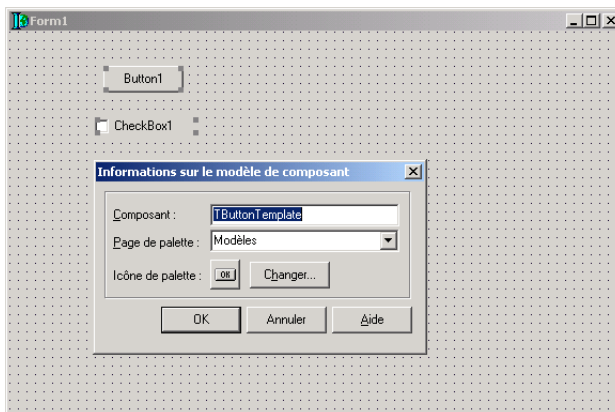 Form1
Button1
CheckBox1
Informations sur le modèle de composant
Composant : TButtonTemplate
Page de palette : Modèles
Icône de palette : OK Changer...
OK Annuler Aide